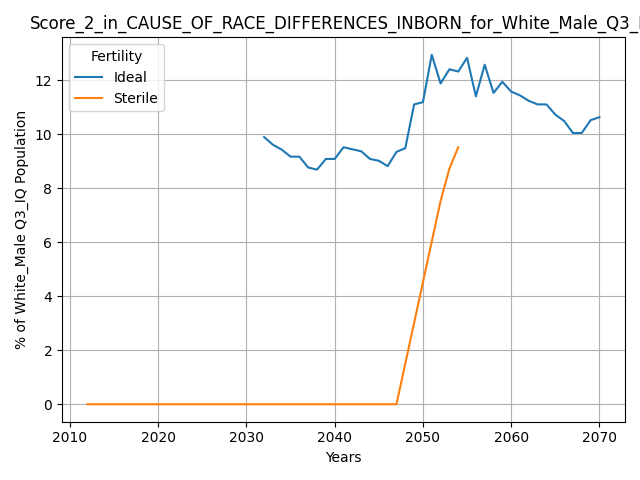 Score_2_in_CAUSE_OF_RACE_DIFFERENCES_INBORN_for_White_Male_Q3_
Fertility
Ideal
Sterile
% of White_Male Q3_IQ Population
12
10
8
6
4
2
0
2010 2020 2030 2040 2050 2060 2070
Years